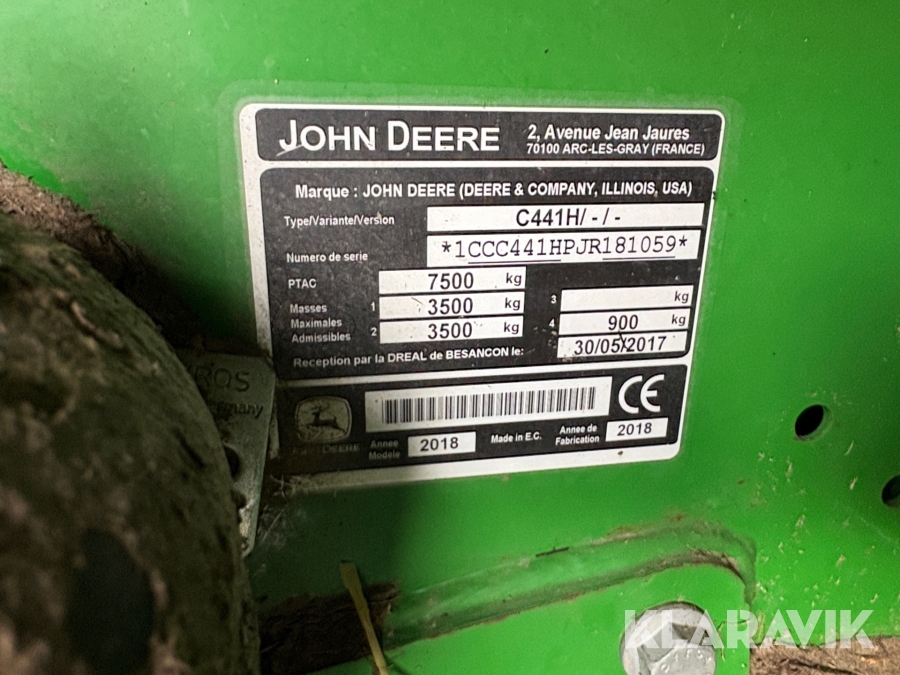 JOHN DEERE
2, Avenue Jean Jaures
70100 ARC-LES-GRAY (FRANCE)
Marque : JOHN DEERE (DEERE & COMPANY, ILLINOIS, USA)
Type/Variante/Version C441H/ - / -
Numero de serie *1CCC441HPJR181059*
PTAC 7500 kg
Masses Maximales Admissibles
1 3500 kg
2 3500 kg
3 kg
4 900 kg
Reception par la DREAL de BESANCON le: 30/05/2017
JOHN DEERE
Annee Modele 2018
Made in E.C.
Annee de Fabrication 2018
CE
ROS
Germany
KLARAVIK